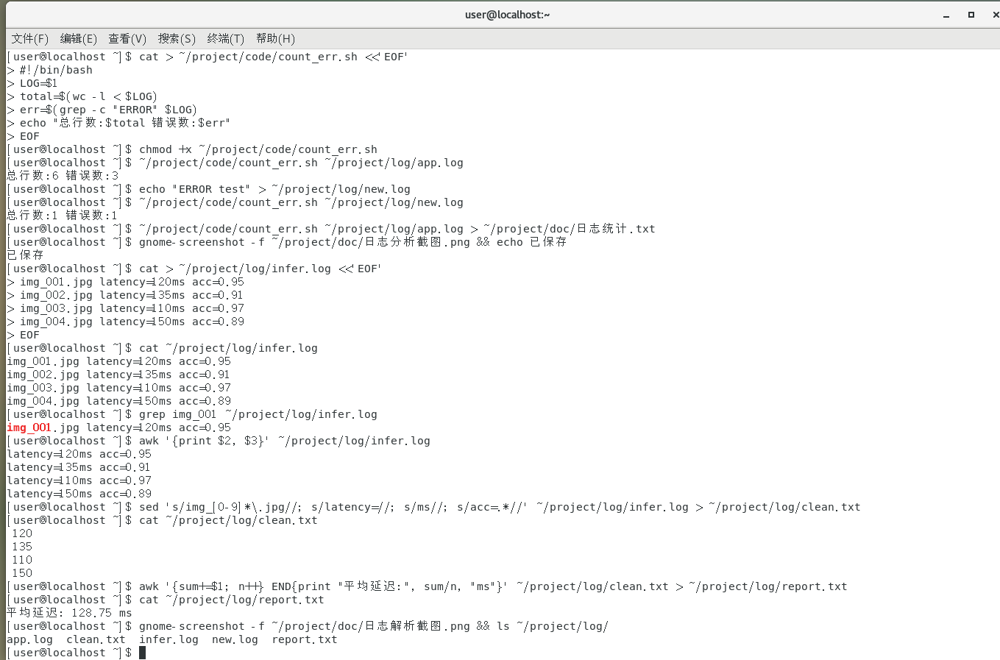 user@localhost:~
文件(F) 编辑(E) 查看(V) 搜索(S) 终端(T) 帮助(H)
[user@localhost ~]$ cat > ~/project/code/count_err.sh <<'EOF'
> #!/bin/bash
> LOG=$1
> total=$(wc -l < $LOG)
> err=$(grep -c "ERROR" $LOG)
> echo "总行数:$total 错误数:$err"
> EOF
[user@localhost ~]$ chmod +x ~/project/code/count_err.sh
[user@localhost ~]$ ~/project/code/count_err.sh ~/project/log/app.log
总行数:6 错误数:3
[user@localhost ~]$ echo "ERROR test" > ~/project/log/new.log
[user@localhost ~]$ ~/project/code/count_err.sh ~/project/log/new.log
总行数:1 错误数:1
[user@localhost ~]$ ~/project/code/count_err.sh ~/project/log/app.log > ~/project/doc/日志统计.txt
[user@localhost ~]$ gnome-screenshot -f ~/project/doc/日志分析截图.png && echo 已保存
已保存
[user@localhost ~]$ cat > ~/project/log/infer.log <<'EOF'
> img_001.jpg latency=120ms acc=0.95
> img_002.jpg latency=135ms acc=0.91
> img_003.jpg latency=110ms acc=0.97
> img_004.jpg latency=150ms acc=0.89
> EOF
[user@localhost ~]$ cat ~/project/log/infer.log
img_001.jpg latency=120ms acc=0.95
img_002.jpg latency=135ms acc=0.91
img_003.jpg latency=110ms acc=0.97
img_004.jpg latency=150ms acc=0.89
[user@localhost ~]$ grep img_001 ~/project/log/infer.log
img_001.jpg latency=120ms acc=0.95
[user@localhost ~]$ awk '{print $2, $3}' ~/project/log/infer.log
latency=120ms acc=0.95
latency=135ms acc=0.91
latency=110ms acc=0.97
latency=150ms acc=0.89
[user@localhost ~]$ sed 's/img_[0-9]*\.jpg//; s/latency=//; s/ms//; s/acc=.*//' ~/project/log/infer.log > ~/project/log/clean.txt
[user@localhost ~]$ cat ~/project/log/clean.txt
120
135
110
150
[user@localhost ~]$ awk '{sum+=$1; n++} END{print "平均延迟:", sum/n, "ms"}' ~/project/log/clean.txt > ~/project/log/report.txt
[user@localhost ~]$ cat ~/project/log/report.txt
平均延迟: 128.75 ms
[user@localhost ~]$ gnome-screenshot -f ~/project/doc/日志解析截图.png && ls ~/project/log/
app.log clean.txt infer.log new.log report.txt
[user@localhost ~]$